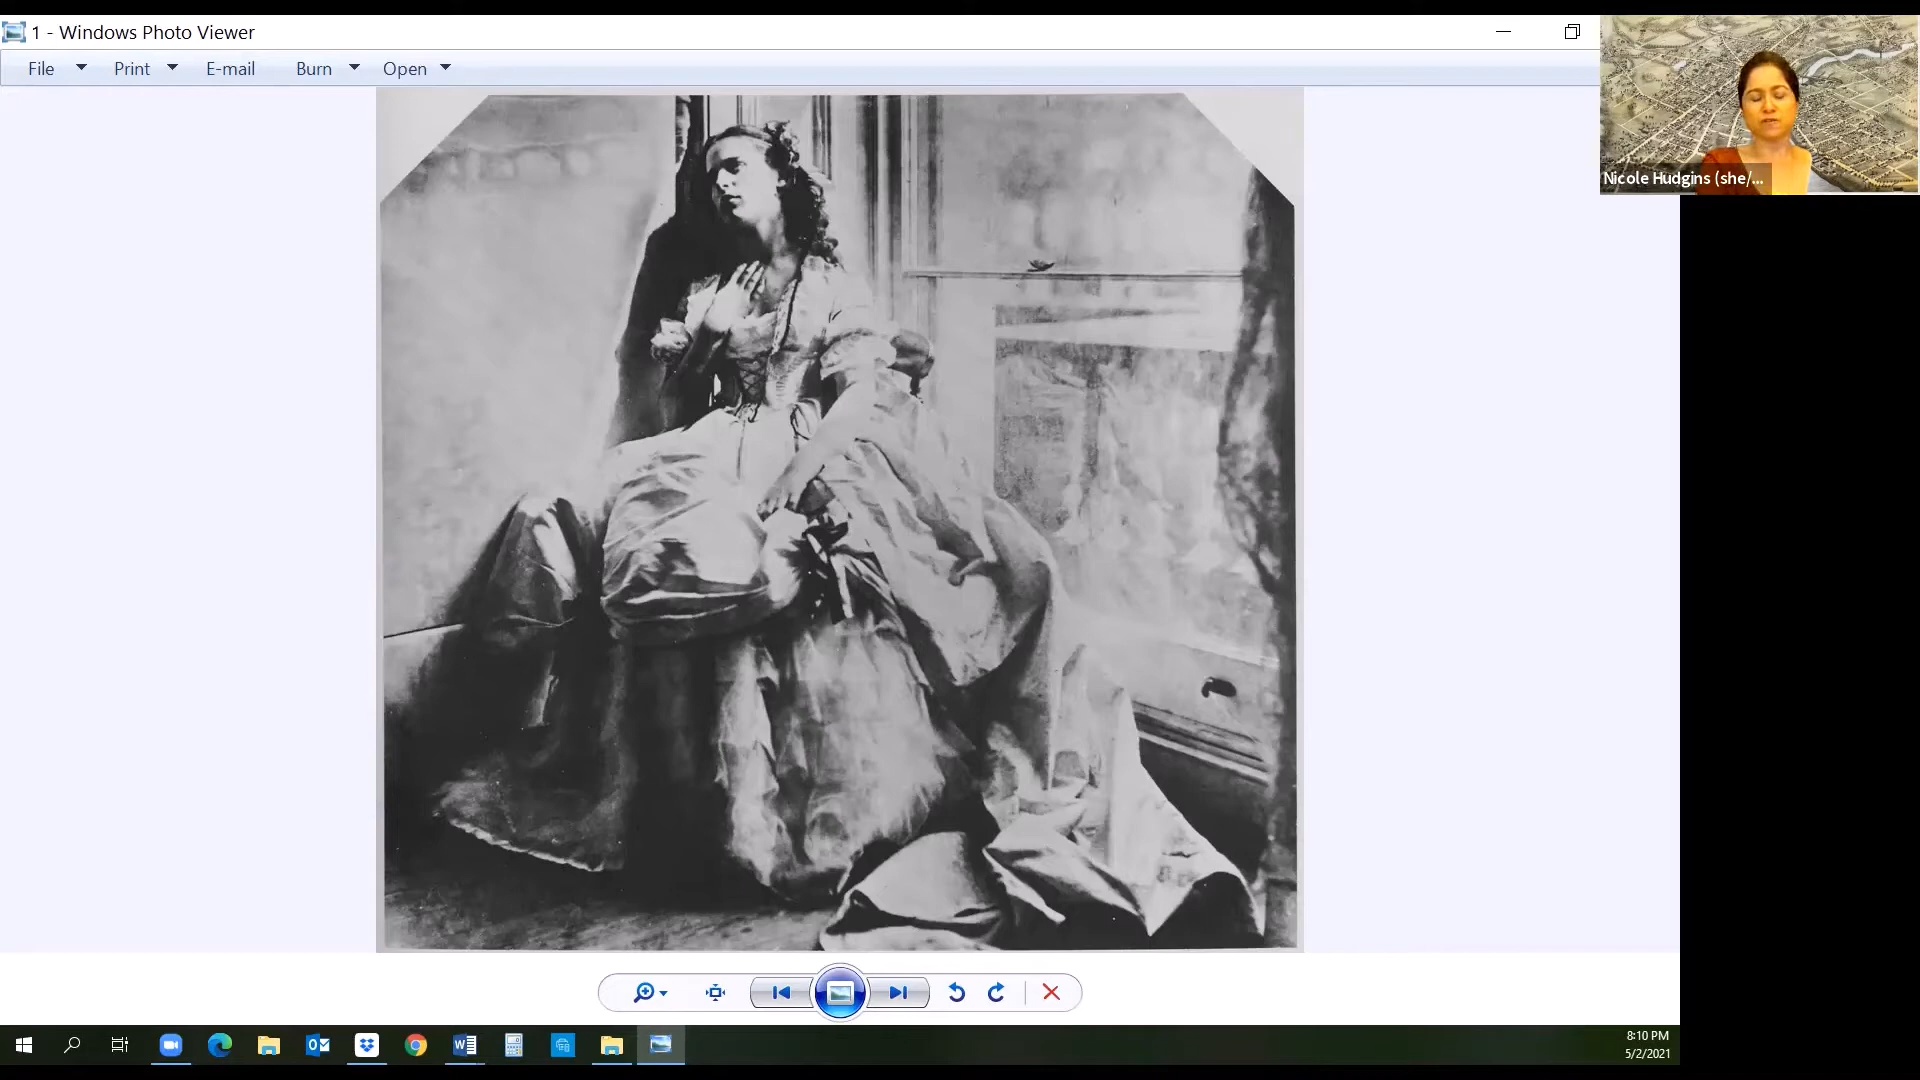 1 - Windows Photo Viewer
File Print E-mail Burn Open
Nicole Hudgins (she/...
8:10 PM
5/2/2021